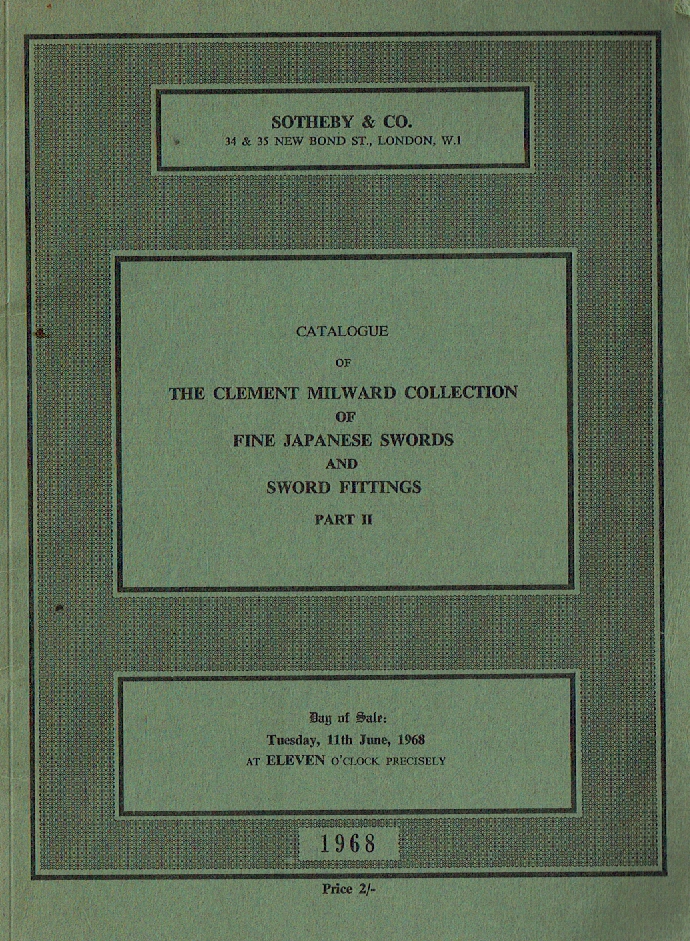 SOTHEBY & CO.
34 & 35 NEW BOND ST., LONDON, W.1
CATALOGUE
OF
THE CLEMENT MILWARD COLLECTION
OF
FINE JAPANESE SWORDS
AND
SWORD FITTINGS
PART II
Day of Sale:
Tuesday, 11th June, 1968
AT ELEVEN O'CLOCK PRECISELY
1968
Price 2/-